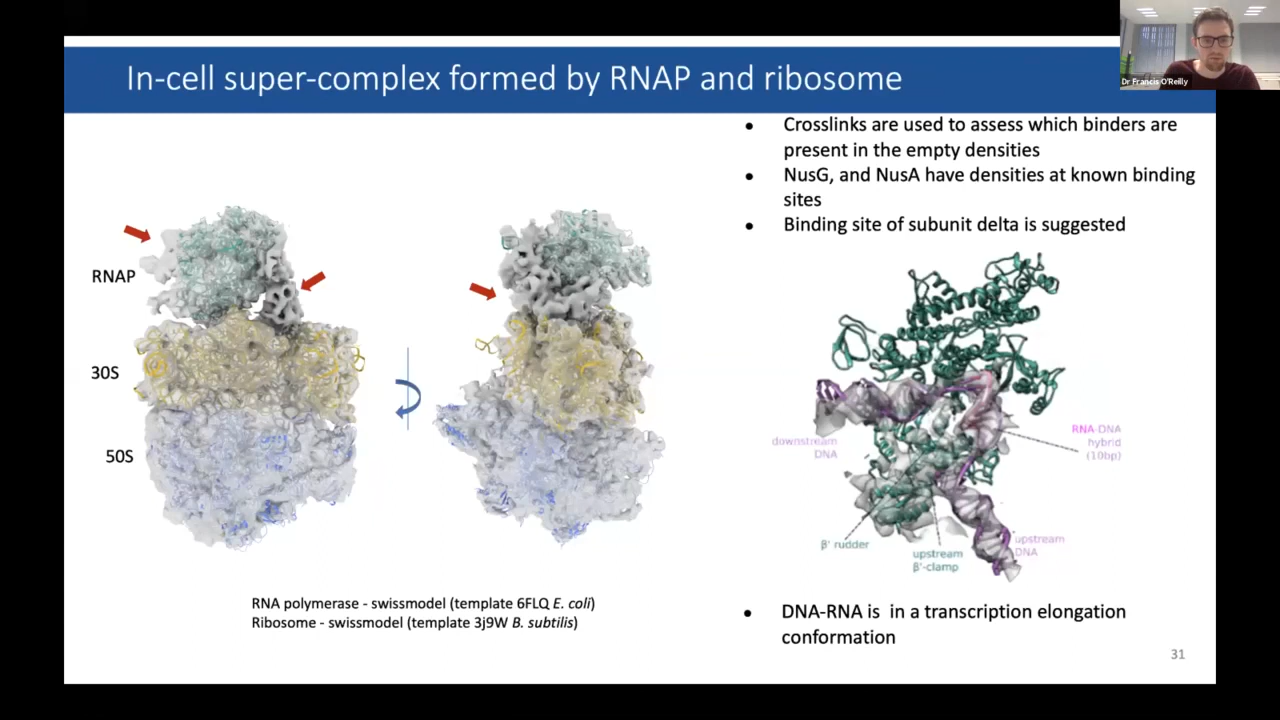 Dr Francis O'Reilly
In-cell super-complex formed by RNAP and ribosome
• Crosslinks are used to assess which binders are
present in the empty densities
• NusG, and NusA have densities at known binding
sites
• Binding site of subunit delta is suggested
RNAP
30S
50S
downstream
DNA
RNA-DNA
hybrid
(10bp)
β' rudder
upstream
β'-clamp
upstream
DNA
RNA polymerase - swissmodel (template 6FLQ E. coli)
Ribosome - swissmodel (template 3j9W B. subtilis)
• DNA-RNA is in a transcription elongation
conformation
31